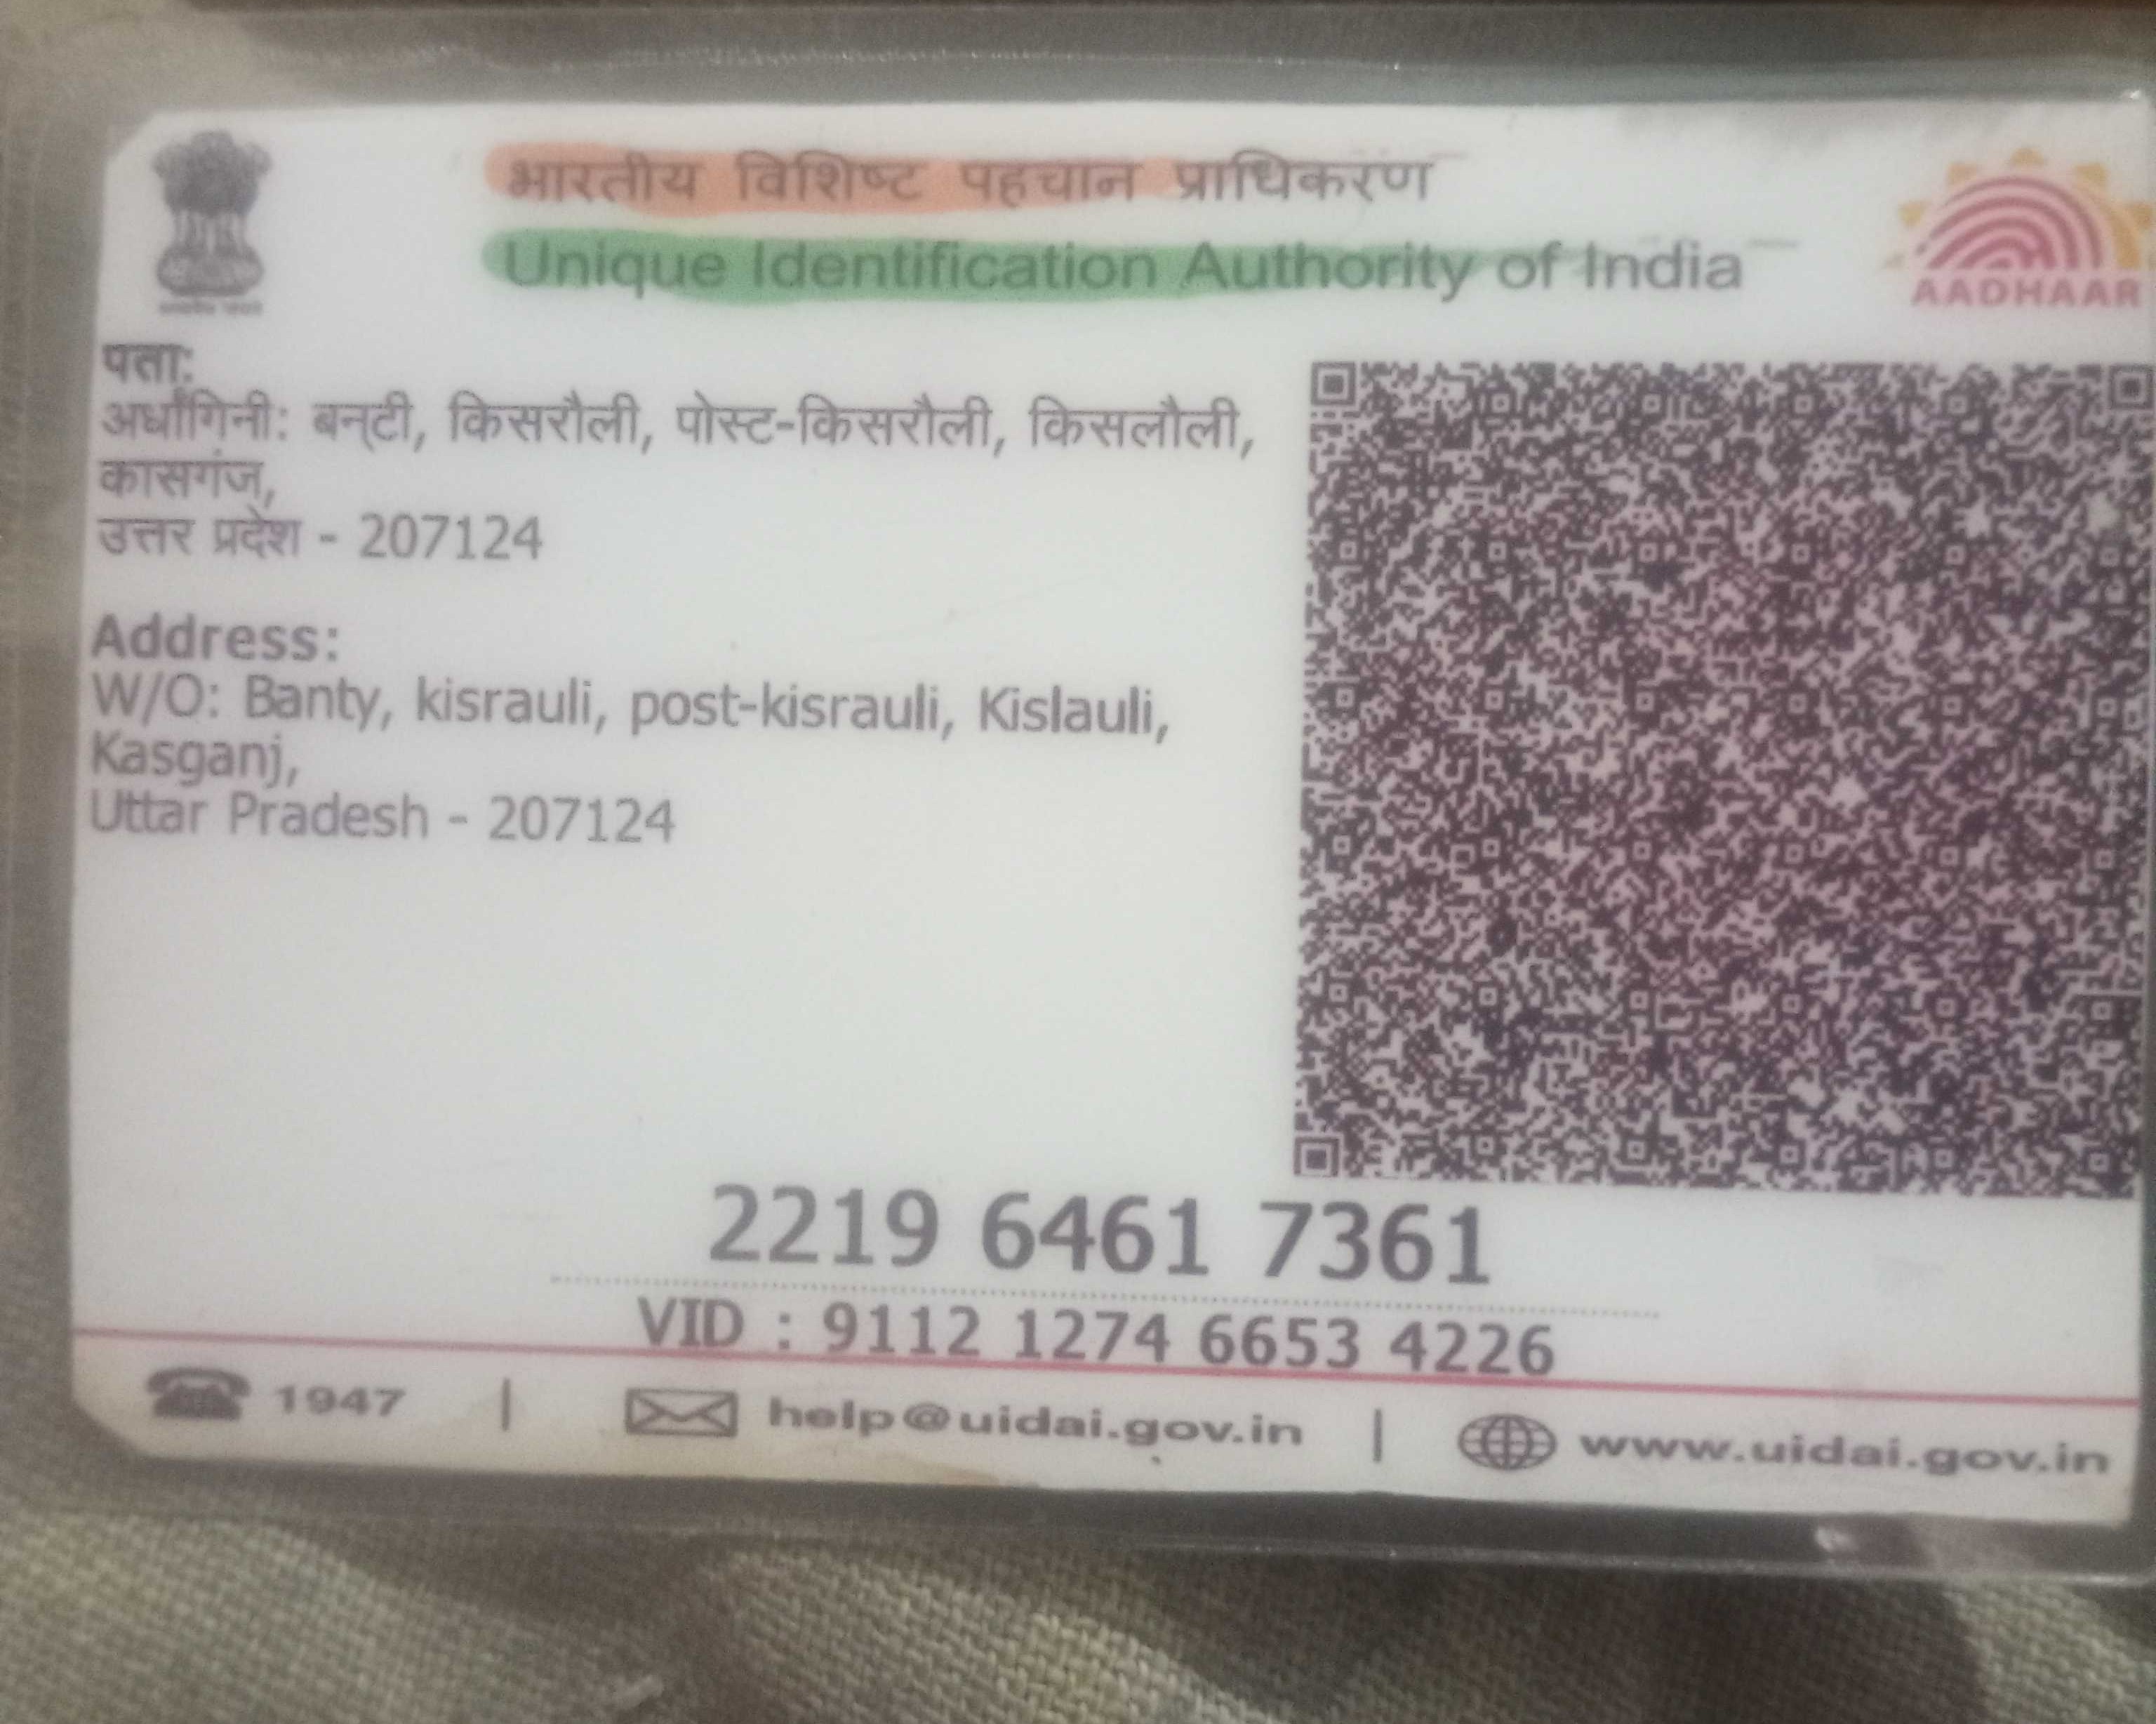 भारतीय विशिष्ट पहचान प्राधिकरण
Unique Identification Authority of India
AADHAAR
पता:
अर्धांगिनी: बन्टी, किसरौली, पोस्ट-किसरौली, किसलौली,
कासगंज,
उत्तर प्रदेश - 207124
Address:
W/O: Banty, kisrauli, post-kisrauli, Kislauli,
Kasganj,
Uttar Pradesh - 207124
2219 6461 7361
VID : 9112 1274 6653 4226
1947 | help@uidai.gov.in | www.uidai.gov.in